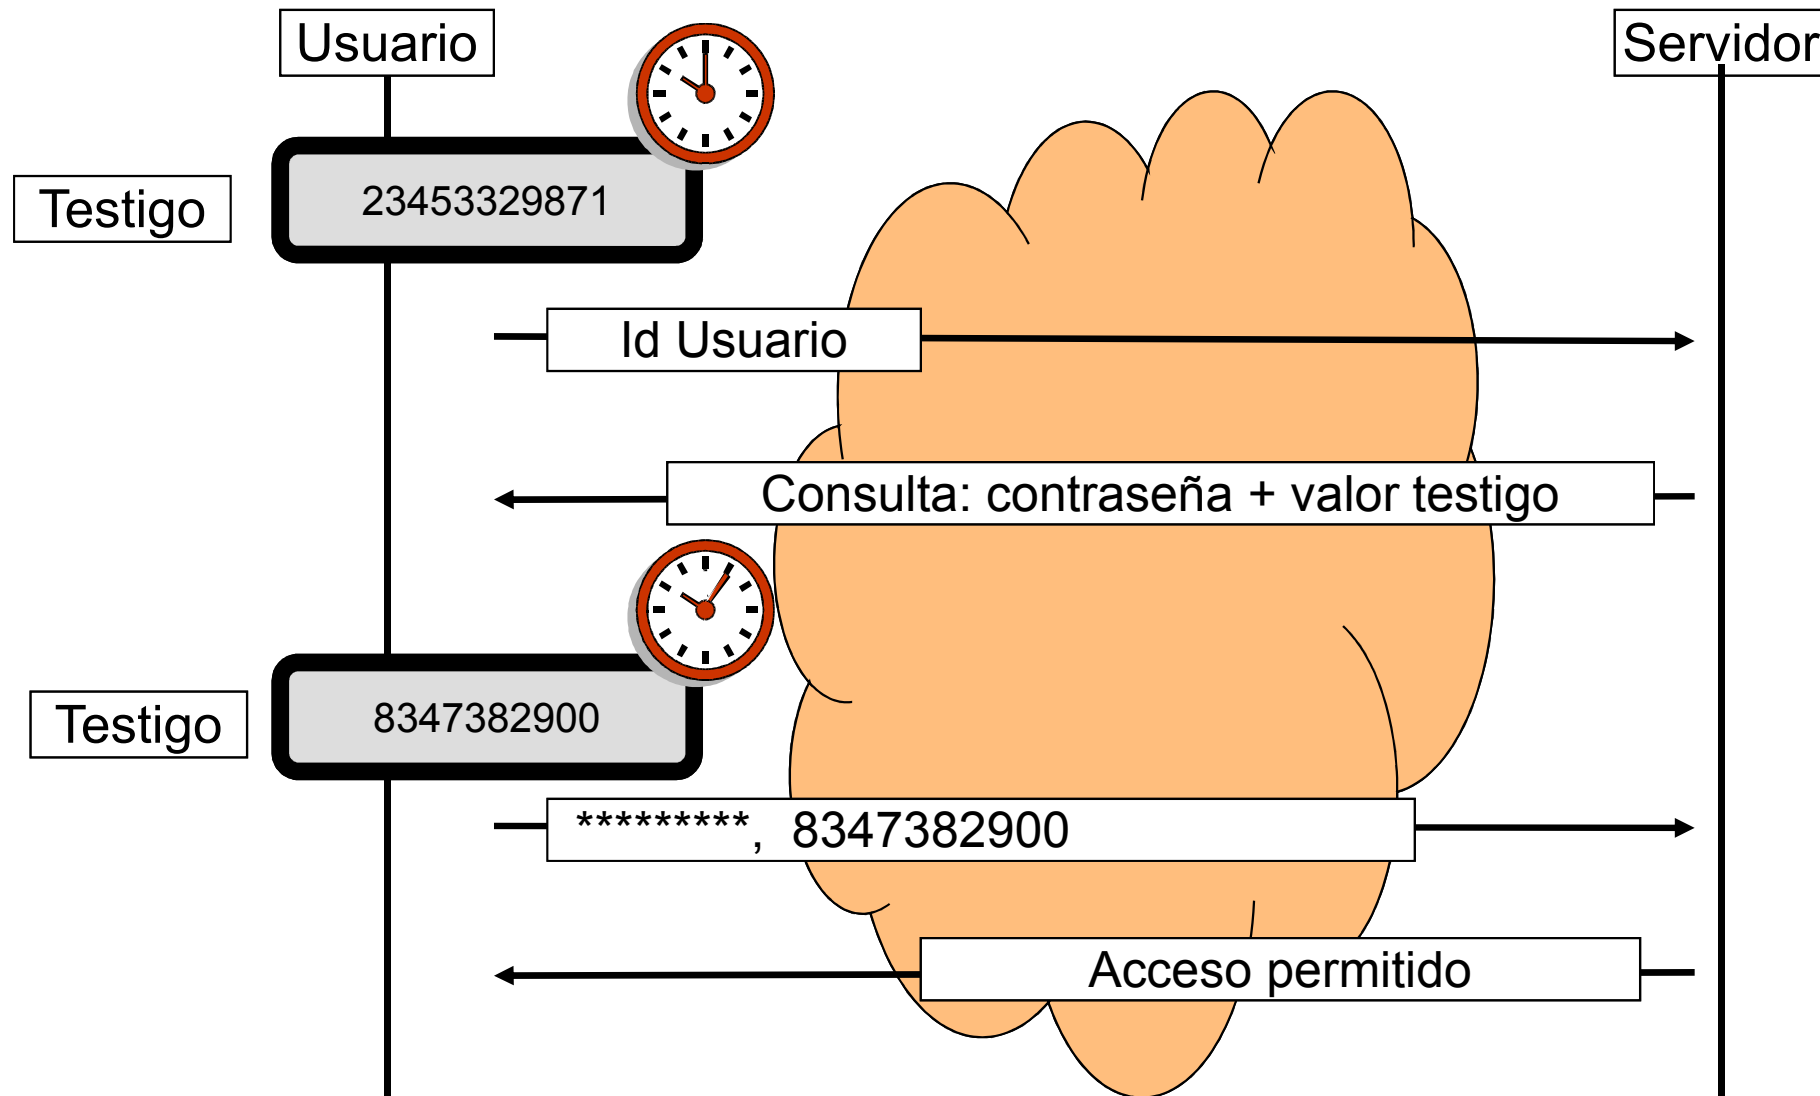 Usuario
Servidor
Testigo
23453329871
Id Usuario
Consulta: contraseña + valor testigo
Testigo
8347382900
*********, 8347382900
Acceso permitido